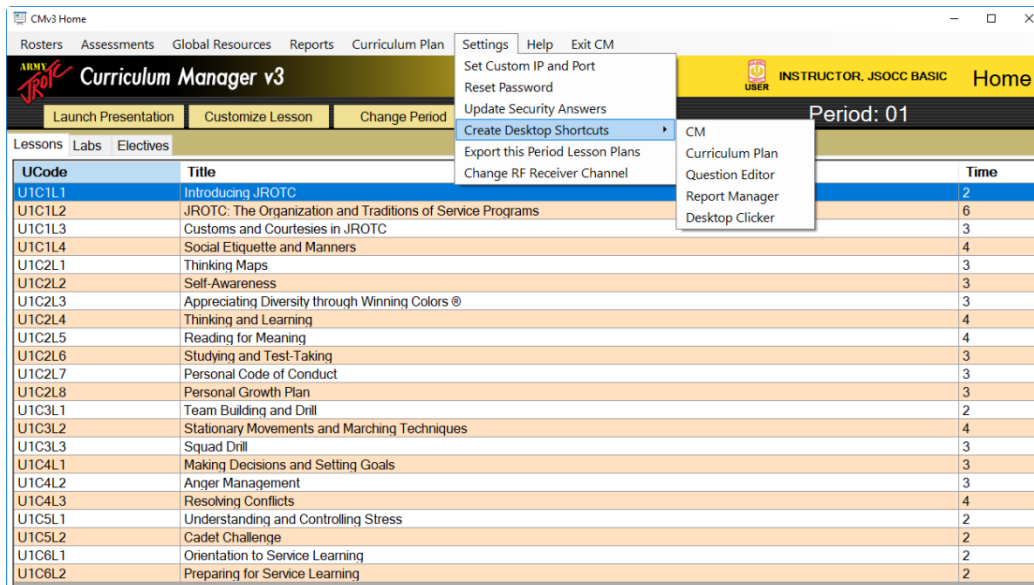 CMv3 Home
Rosters Assessments Global Resources Reports Curriculum Plan Settings Help Exit CM
ARMY JROTC Curriculum Manager v3 USER INSTRUCTOR, JSOCC BASIC Home
Launch Presentation Customize Lesson Change Period Period: 01
Set Custom IP and Port
Reset Password
Update Security Answers
Create Desktop Shortcuts
Export this Period Lesson Plans
Change RF Receiver Channel
CM
Curriculum Plan
Question Editor
Report Manager
Desktop Clicker
Lessons Labs Electives
UCode Title Time
U1C1L1 Introducing JROTC 2
U1C1L2 JROTC: The Organization and Traditions of Service Programs 6
U1C1L3 Customs and Courtesies in JROTC 3
U1C1L4 Social Etiquette and Manners 4
U1C2L1 Thinking Maps 3
U1C2L2 Self-Awareness 3
U1C2L3 Appreciating Diversity through Winning Colors ® 3
U1C2L4 Thinking and Learning 4
U1C2L5 Reading for Meaning 4
U1C2L6 Studying and Test-Taking 3
U1C2L7 Personal Code of Conduct 3
U1C2L8 Personal Growth Plan 3
U1C3L1 Team Building and Drill 2
U1C3L2 Stationary Movements and Marching Techniques 4
U1C3L3 Squad Drill 3
U1C4L1 Making Decisions and Setting Goals 3
U1C4L2 Anger Management 3
U1C4L3 Resolving Conflicts 4
U1C5L1 Understanding and Controlling Stress 2
U1C5L2 Cadet Challenge 2
U1C6L1 Orientation to Service Learning 2
U1C6L2 Preparing for Service Learning 2